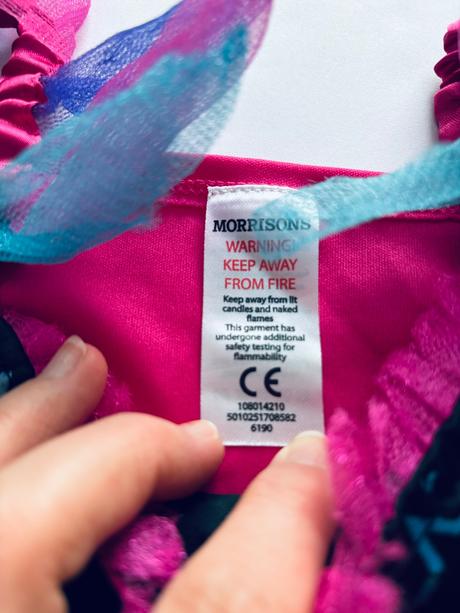 MORRISONS
WARNING!
KEEP AWAY
FROM FIRE
Keep away from lit
candles and naked
flames
This garment has
undergone additional
safety testing for
flammability
CE
108014210
5010251708582
6190